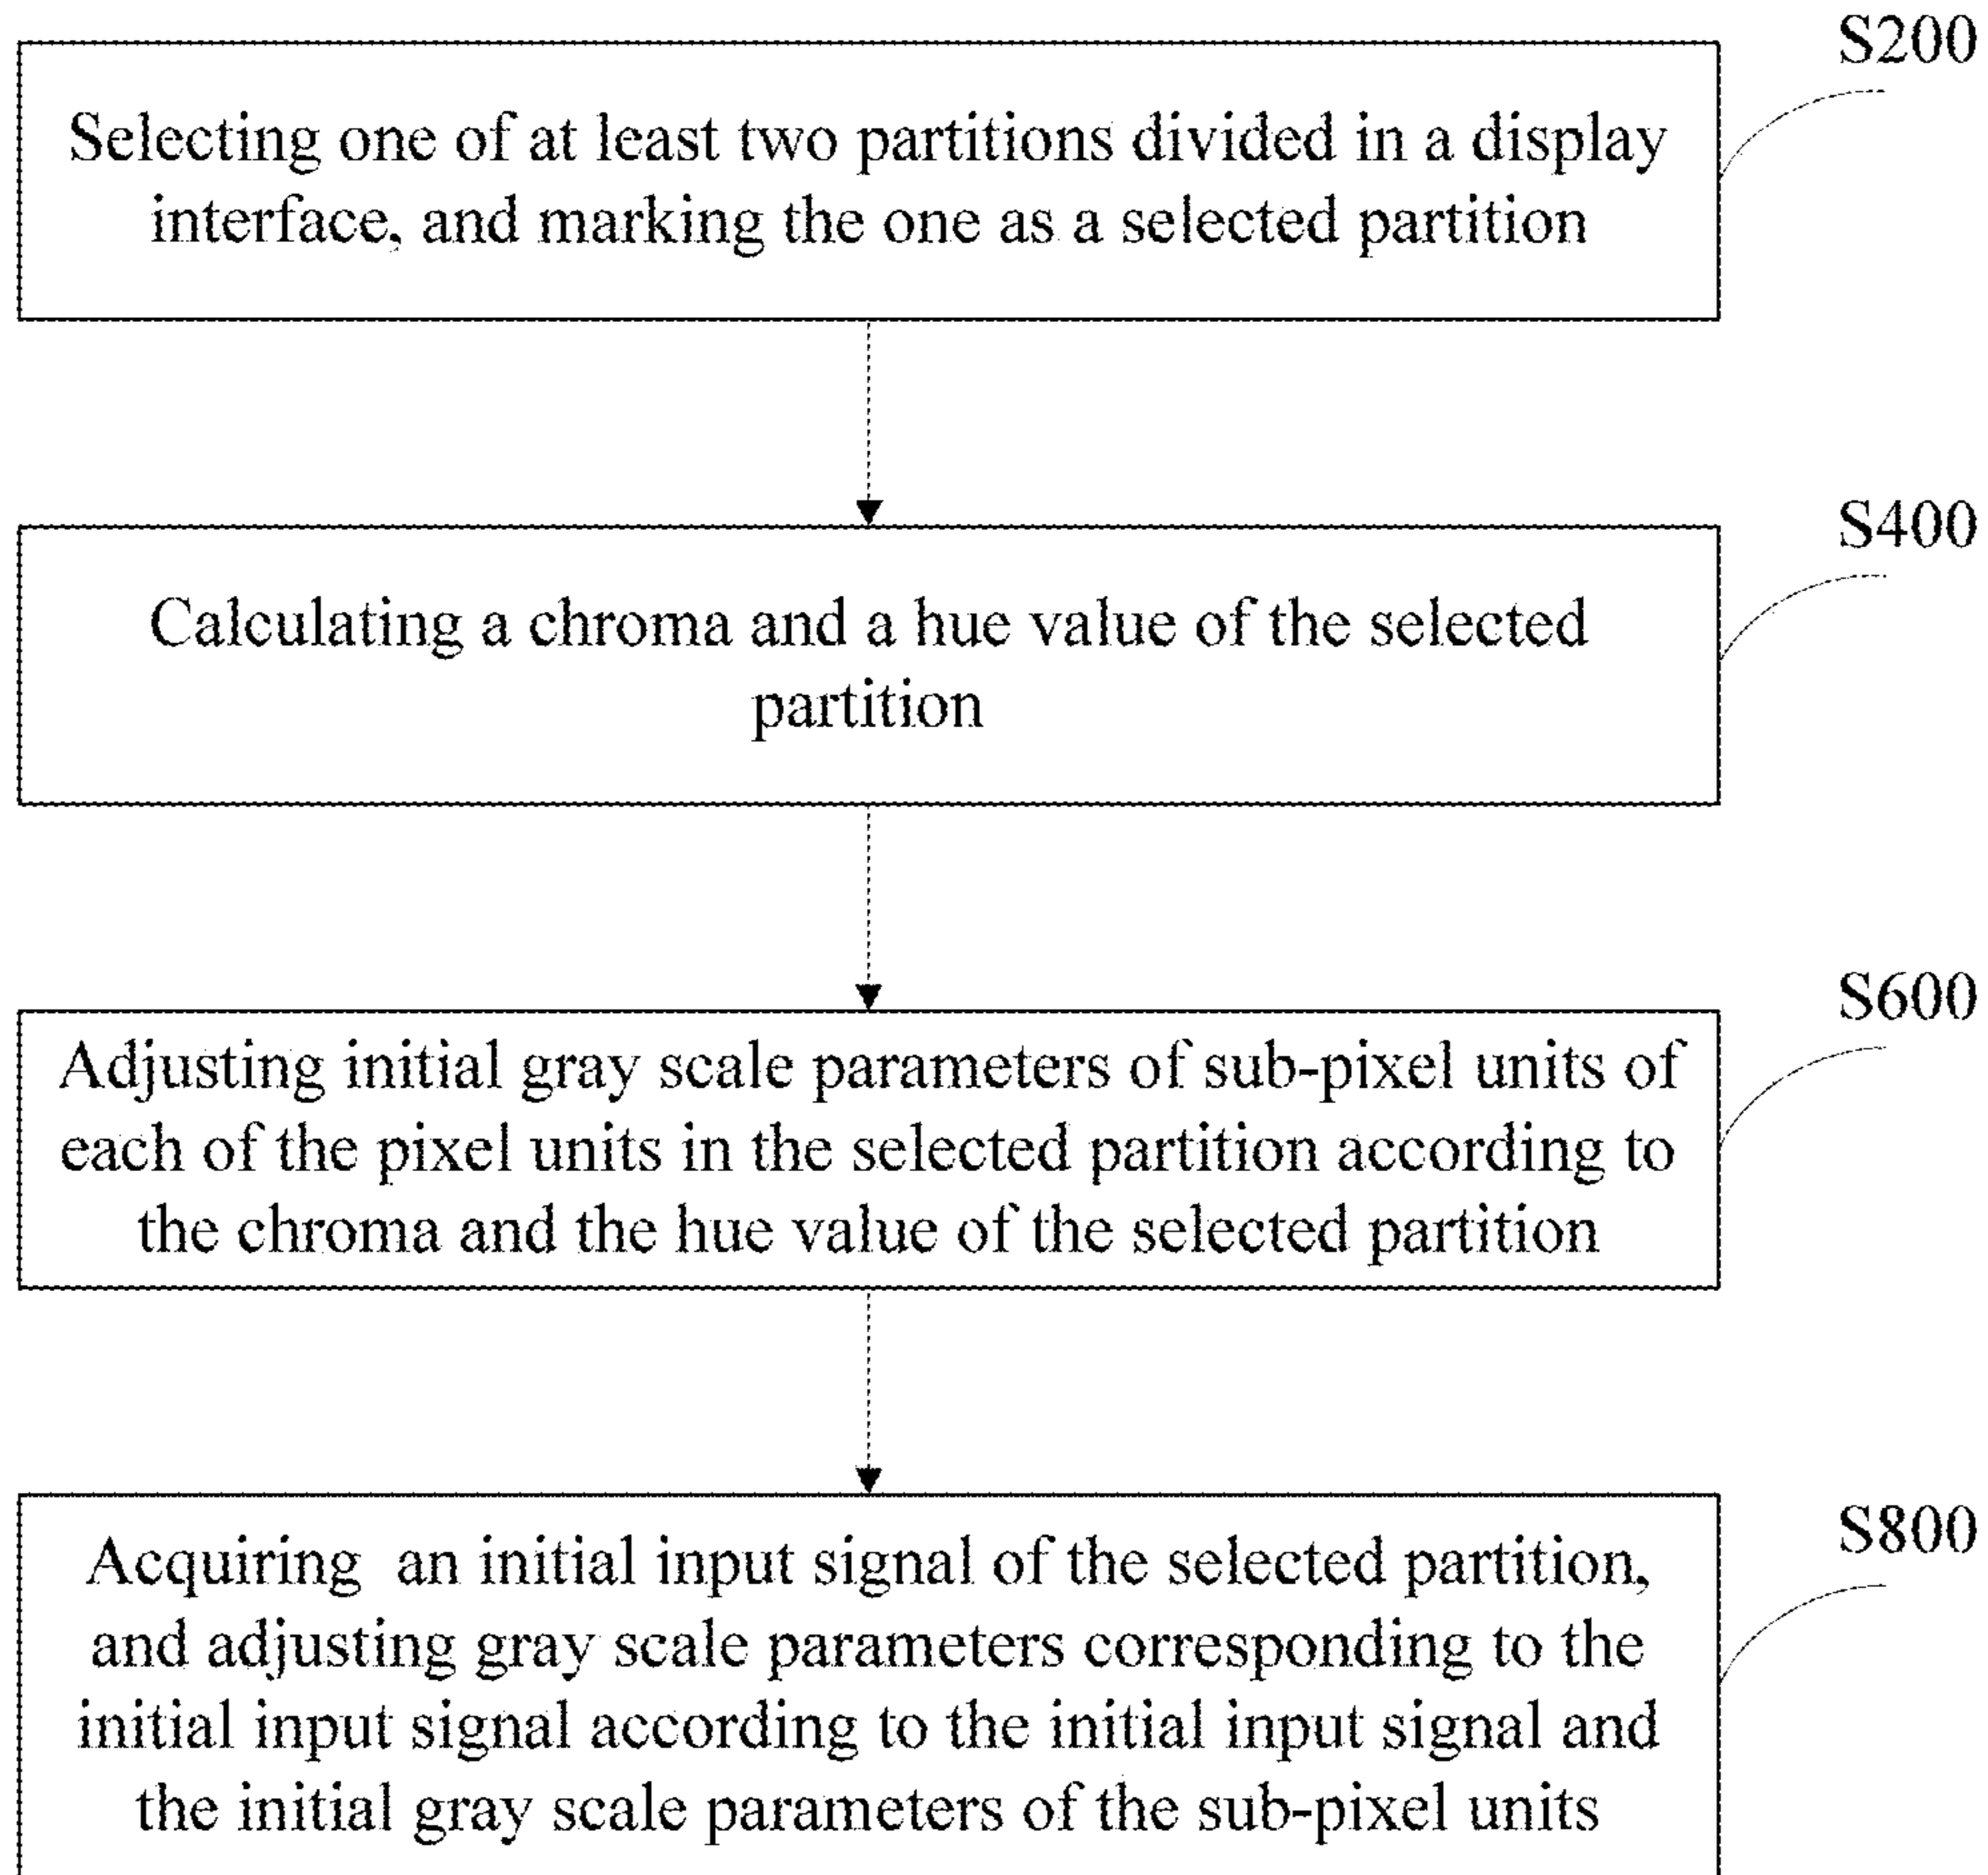 S200
Selecting one of at least two partitions divided in a display
interface, and marking the one as a selected partition
S400
Calculating a chroma and a hue value of the selected
partition
S600
Adjusting initial gray scale parameters of sub-pixel units of
each of the pixel units in the selected partition according to
the chroma and the hue value of the selected partition
S800
Acquiring an initial input signal of the selected partition,
and adjusting gray scale parameters corresponding to the
initial input signal according to the initial input signal and
the initial gray scale parameters of the sub-pixel units